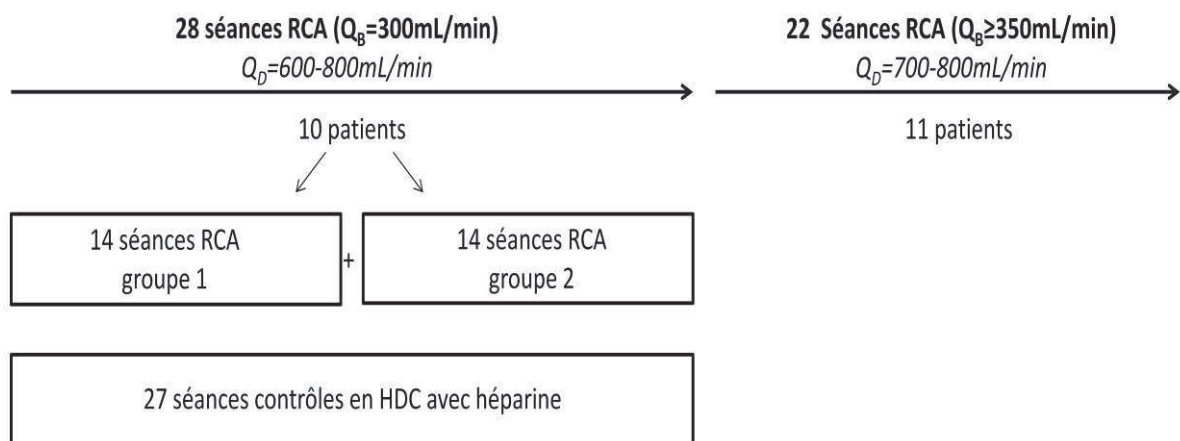 28 séances RCA (QB=300mL/min)
QD=600-800mL/min
10 patients
14 séances RCA
groupe 1
+
14 séances RCA
groupe 2
27 séances contrôles en HDC avec héparine
22 Séances RCA (QB≥350mL/min)
QD=700-800mL/min
11 patients